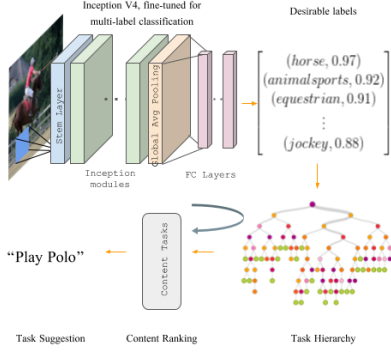 Inception V4, fine-tuned for
multi-label classification
Desirable labels
Stem Layer
Global Avg Pooling
(horse, 0.97)
(animalsports, 0.92)
(equestrian, 0.91)
⋮
(jockey, 0.88)
Inception
modules
FC Layers
Content Tasks
“Play Polo”
Task Suggestion
Content Ranking
Task Hierarchy